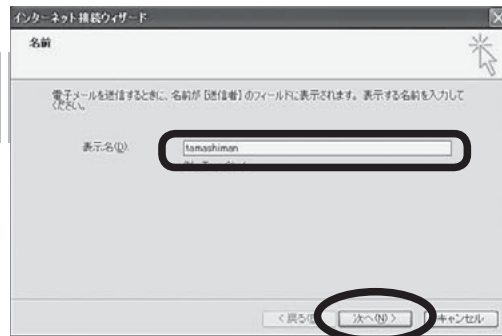 インターネット接続ウィザード
名前
電子メールを送信するときに、名前が [送信者] のフィールドに表示されます。表示する名前を入力して
ください。
表示名(D):
tamashiman
次へ(N) >
キャンセル